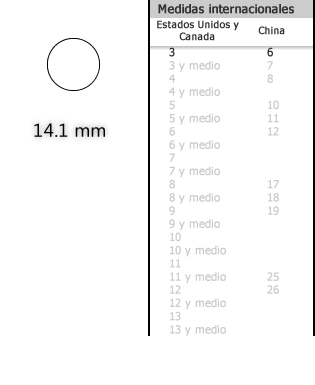 14.1 mm
Medidas internacionales
Estados Unidos y Canada China
3 6
3 y medio 7
4 8
4 y medio
5 10
5 y medio 11
6 12
6 y medio
7
7 y medio
8 17
8 y medio 18
9 19
9 y medio
10
10 y medio
11
11 y medio 25
12 26
12 y medio
13
13 y medio